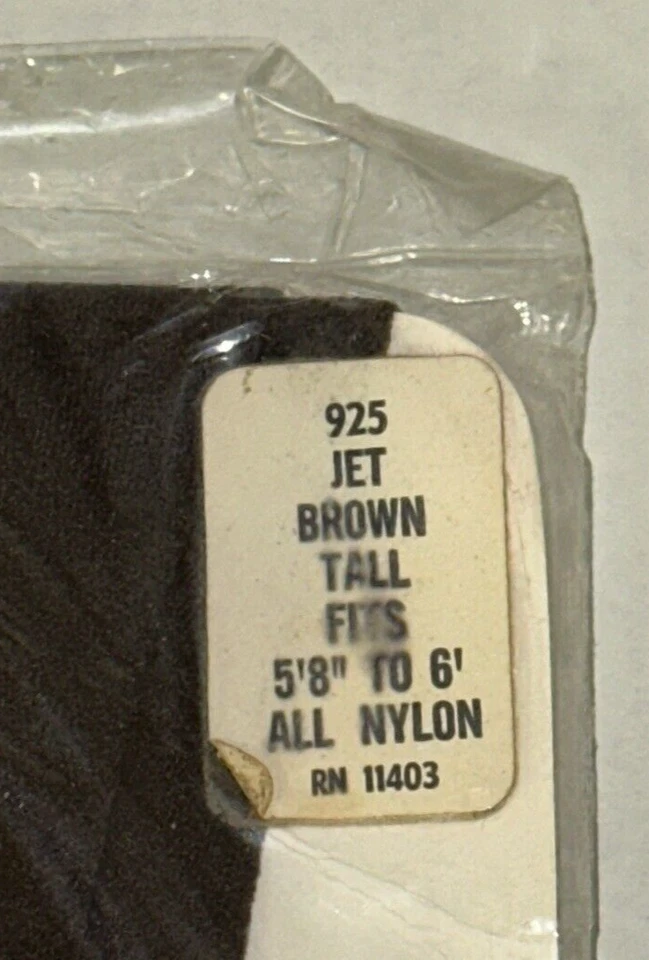 925
JET
BROWN
TALL
FITS
5'8" TO 6'
ALL NYLON
RN 11403